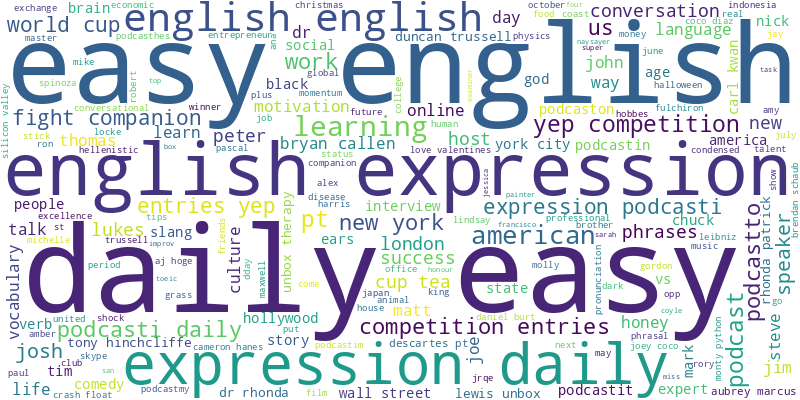 exchange brain economic christmas october four indonesia
master podcasthes english english day food coast conversation coco diaz real nick
world cup entrepreneurs dr duncan trussell us language money jay
easy english
mike social physics super naysayer june
spinoza top and work god john age task
robert global way halloween
silicon valley conversational plus momentum black college podcaston carl kwan examiner
fight companion winner motivation future online hobbes fulchiron amy
stick locke learn job learning human host yep competition new july
ron thomas pascal peter bryan callen status york city podcastin america talent
hellenistic box companion love valentines condensed show
english expression
people alex disease harris jessica painter brendan schaub
excellence entries yep pt interview expression podcasti chuck
st tips lukes friends unbox therapy new york lindsay professional brother phrases podcastto leibniz
talk slang culture ears london american francisco sarah music speaker
michelle trussell improv success molly pronunciation gordon rhonda patrick
vocabulary aj hoge dday maxwell office honour state dark vs
daily easy
period toeic come cup tea king opp go
japan animal
grass house matt daniel burt honey coyle
united shock hollywood put competition entries phrasal podcast
verb podcasti daily story descartes pt next joey coco
amber tony hinchcliffe joe may mark rory monty python steve
josh skype cameron hanes podcastim
club expression daily miss jim
paul tim san jrqe
life comedy podcastmy film podcastit expert
crash float dr rhonda wall street lewis unbox aubrey marcus